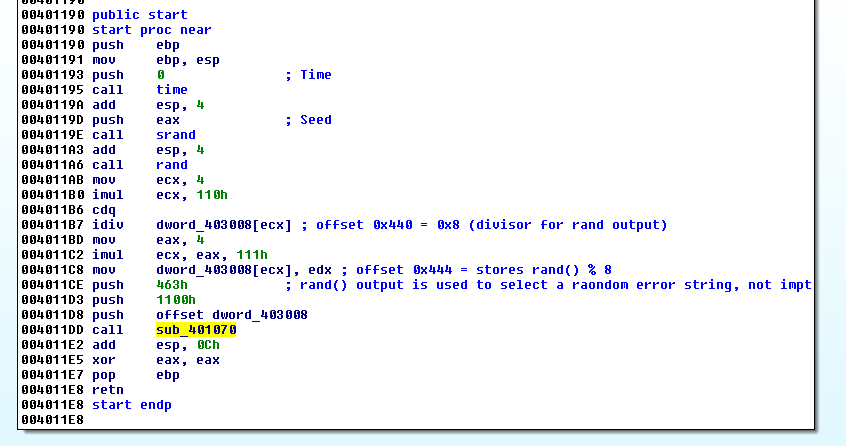 00401190 public start
00401190 start proc near
00401190 push    ebp
00401191 mov     ebp, esp
00401193 push    0               ; Time
00401195 call    time
0040119A add     esp, 4
0040119D push    eax             ; Seed
0040119E call    srand
004011A3 add     esp, 4
004011A6 call    rand
004011AB mov     ecx, 4
004011B0 imul    ecx, 110h
004011B6 cdq
004011B7 idiv    dword_403008[ecx] ; offset 0x440 = 0x8 (divisor for rand output)
004011BD mov     eax, 4
004011C2 imul    ecx, eax, 111h
004011C8 mov     dword_403008[ecx], edx ; offset 0x444 = stores rand() % 8
004011CE push    463h            ; rand() output is used to select a raondom error string, not impt
004011D3 push    1100h
004011D8 push    offset dword_403008
004011DD call    sub_401070
004011E2 add     esp, 0Ch
004011E5 xor     eax, eax
004011E7 pop     ebp
004011E8 retn
004011E8 start endp
004011E8